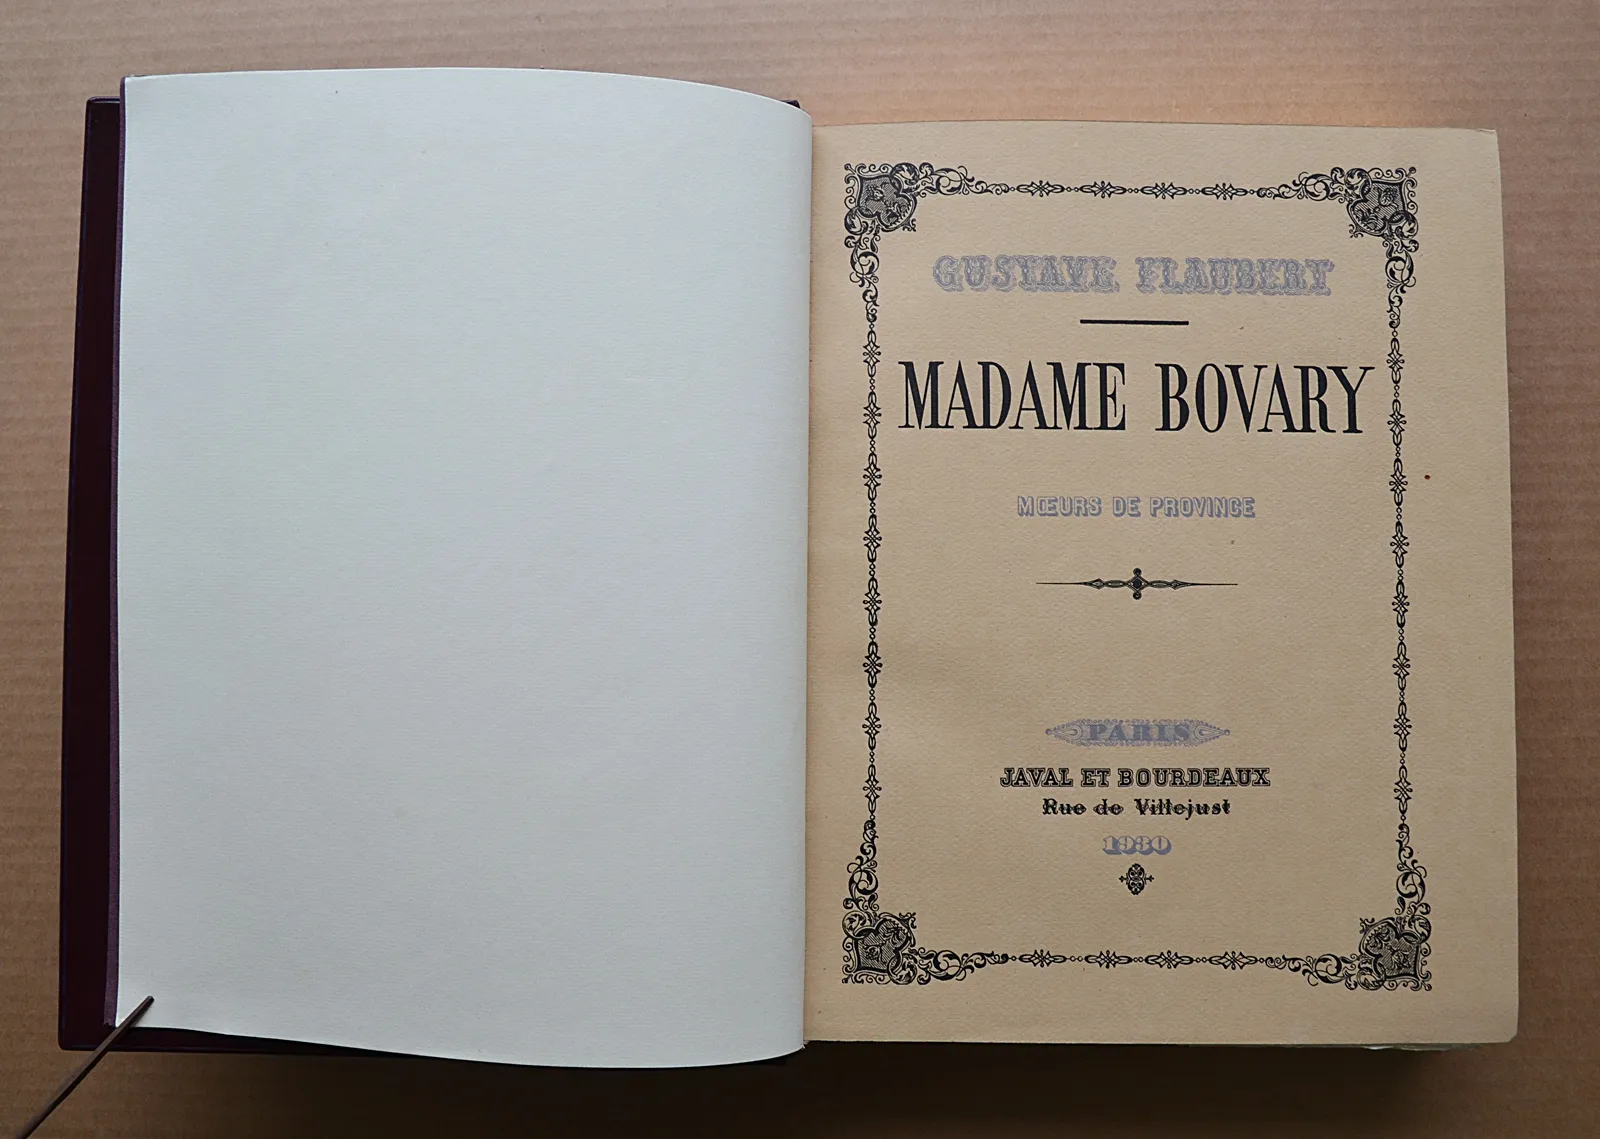 GUSTAVE FLAUBERT
MADAME BOVARY
MŒURS DE PROVINCE
PARIS
JAVAL ET BOURDEAUX
Rue de Villejust
1930